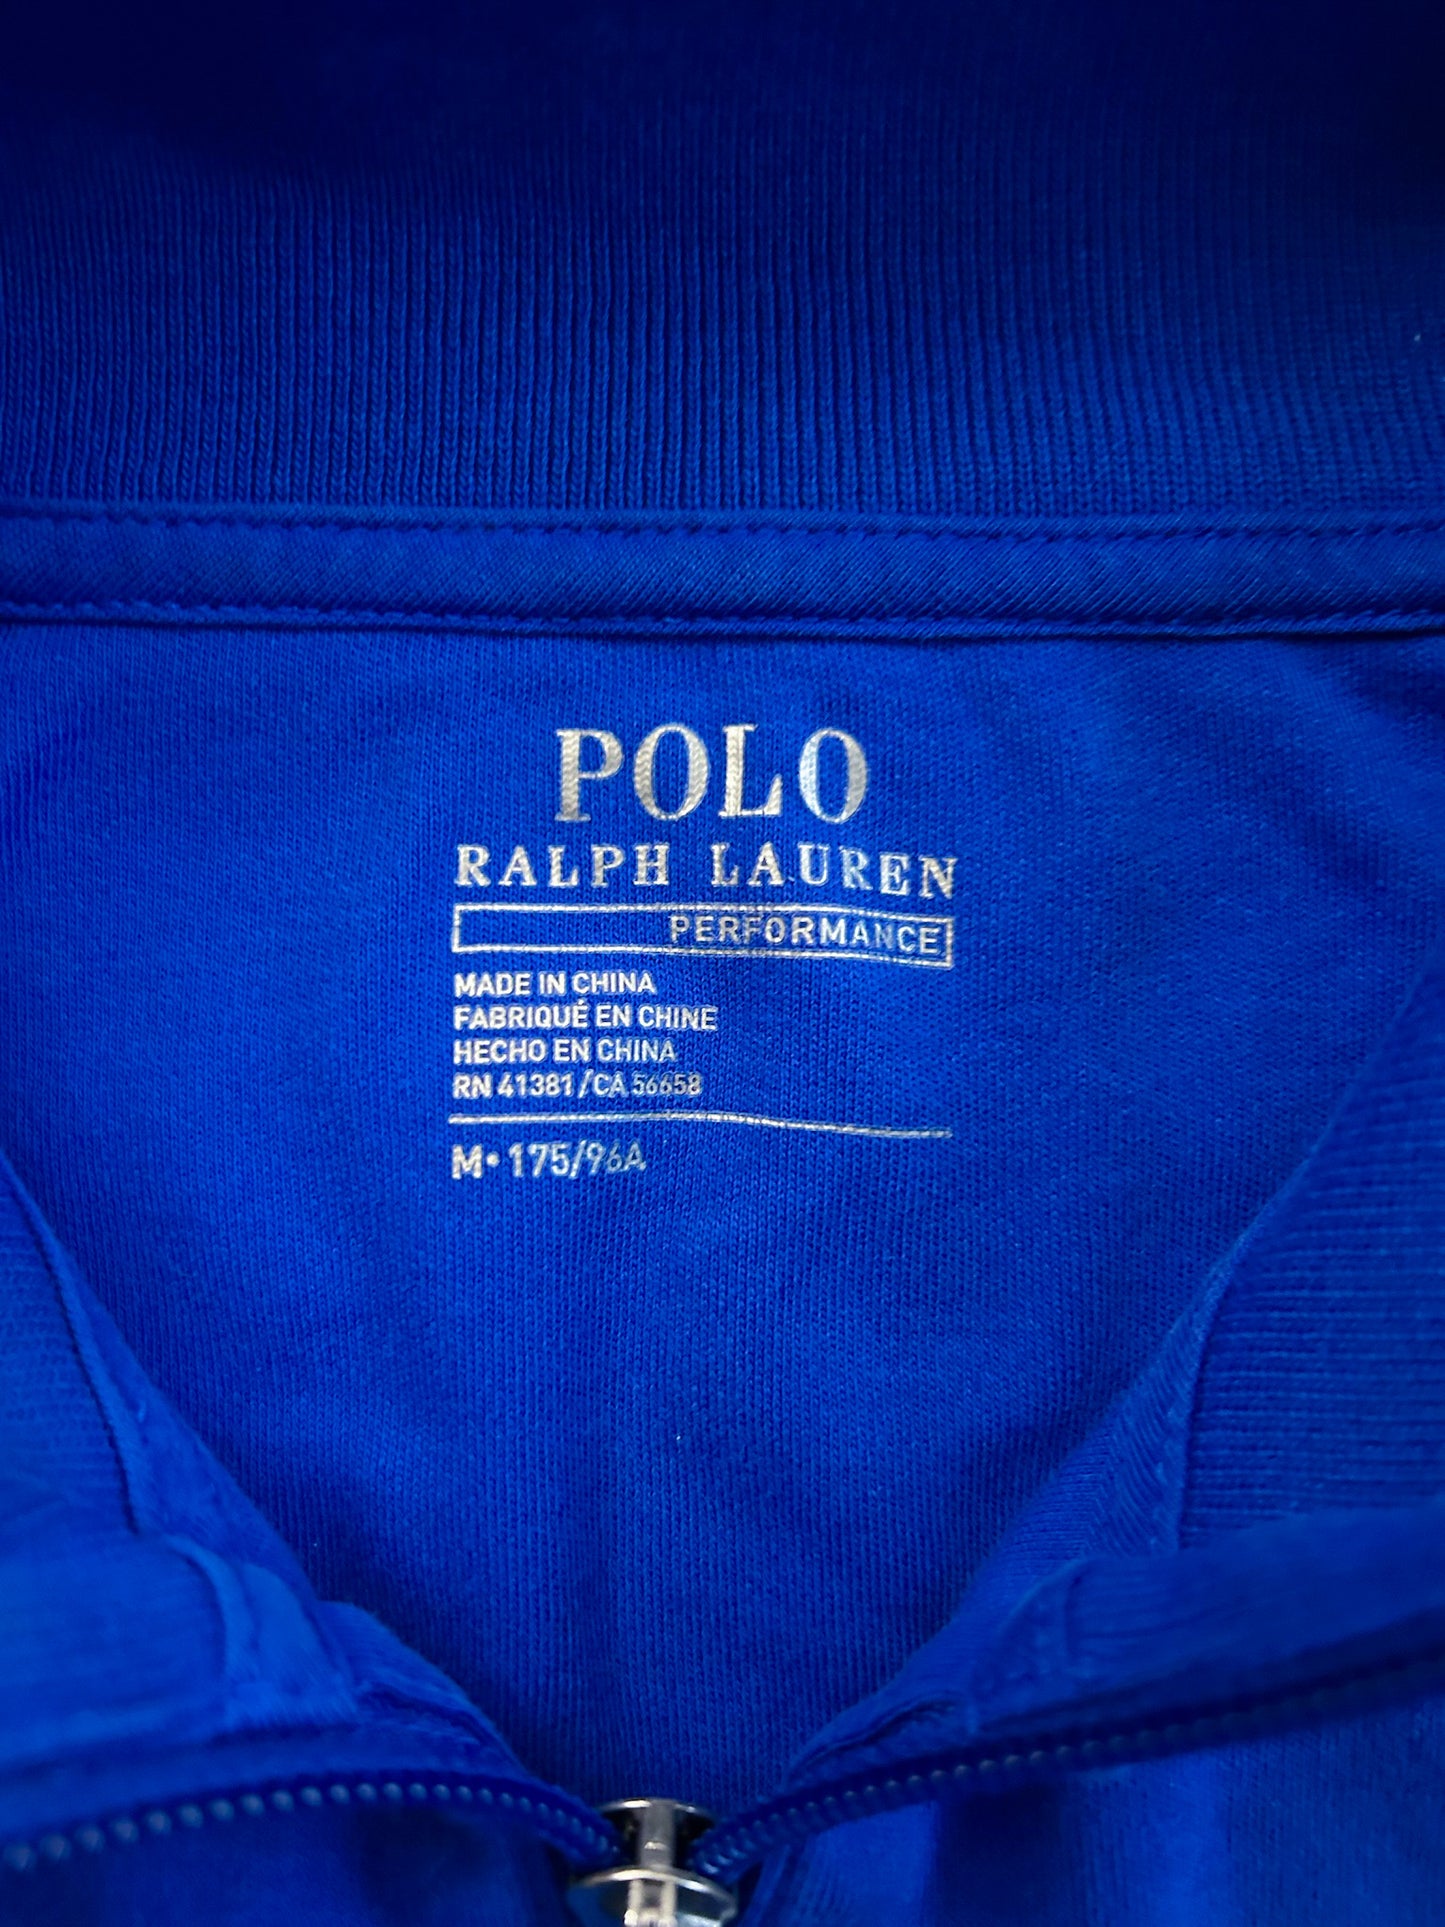 POLO
RALPH LAUREN
PERFORMANCE
MADE IN CHINA
FABRIQUÉ EN CHINE
HECHO EN CHINA
RN 41381/CA 56658
M• 175/96A